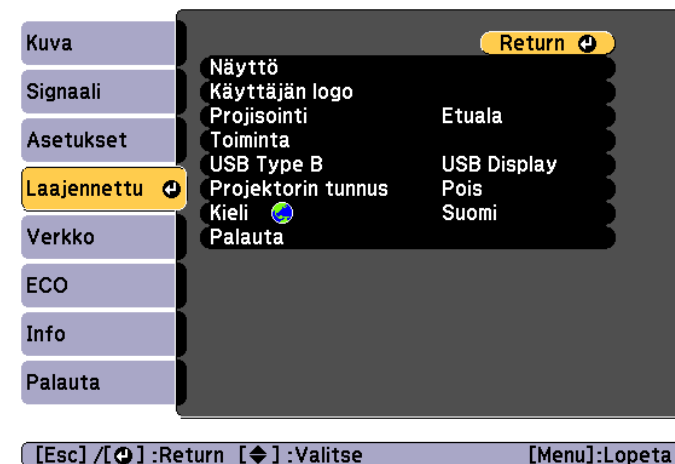 Kuva
Signaali
Asetukset
Laajennettu
Verkko
ECO
Info
Palauta
Return
Näyttö
Käyttäjän logo
Projisointi Etuala
Toiminta
USB Type B USB Display
Projektorin tunnus Pois
Kieli Suomi
Palauta
[Esc] /[⏎] :Return [◆] :Valitse [Menu]:Lopeta